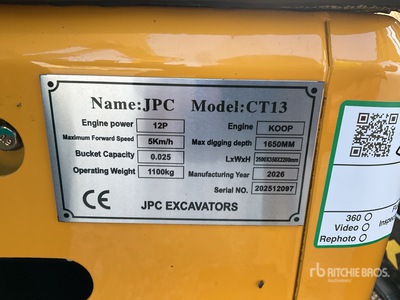 Name:JPC Model:CT13
Engine power 12P Engine KOOP
Maximum Forward Speed 5Km/h Max digging depth 1650MM
Bucket Capacity 0.025 LxWxH
Operating Weight 1100kg Manufacturing Year 2026
Serial NO. 202512097
CE JPC EXCAVATORS
360
Video
Rephoto
rb RITCHIE BROS